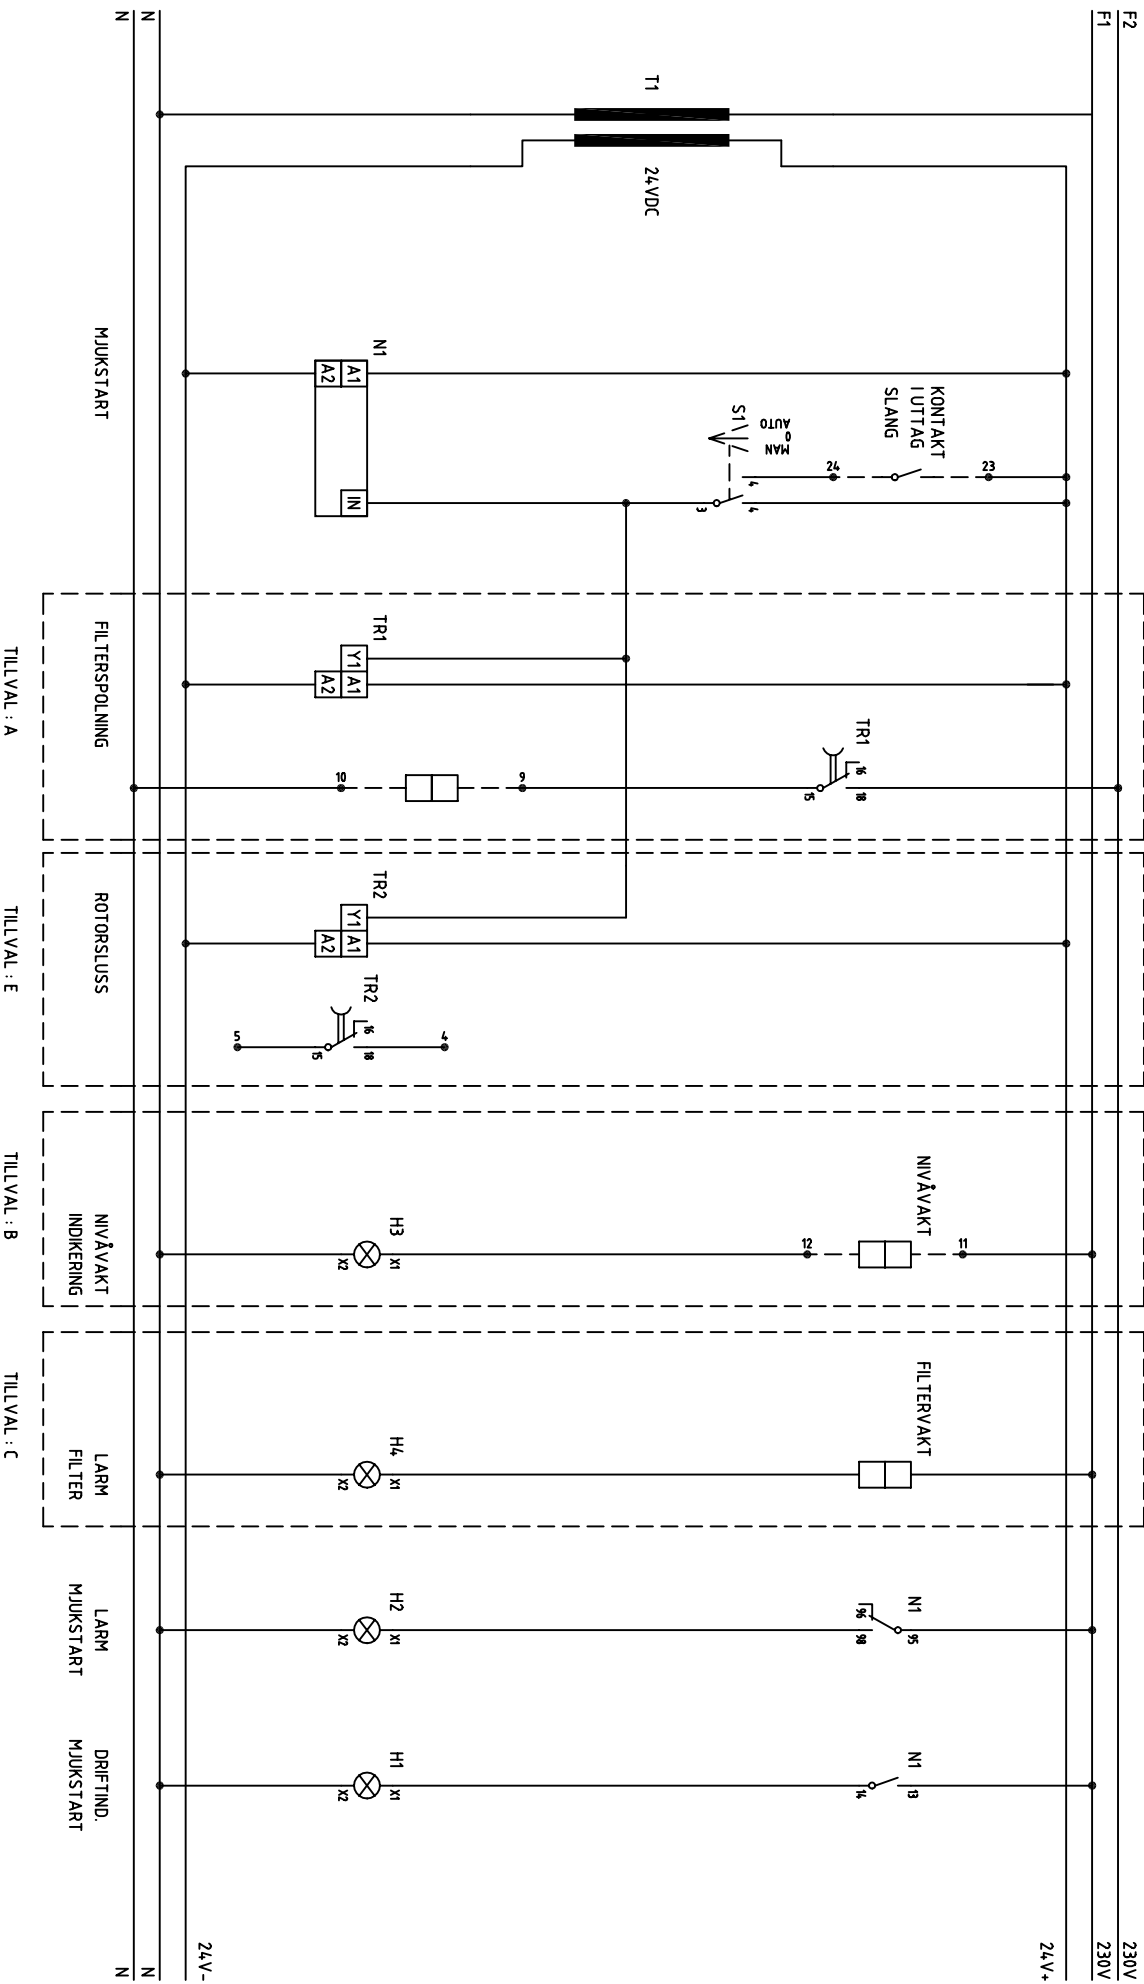 F2
230V
F1
230V
24V+
T1
24VDC
KONTAKT
I UTTAG
SLANG
23
24
S1
MAN
0
AUTO
4
4
3
N1
A1
A2
IN
MJUKSTART
TR1
16
18
15
9
10
TR1
Y1
A1
A2
FILTERSPOLNING
TILLVAL : A
TR2
Y1
A1
A2
TR2
16
18
15
4
5
ROTORSLUSS
TILLVAL : E
NIVÅVAKT
11
12
H3
X1
X2
NIVÅVAKT
INDIKERING
TILLVAL : B
FILTERVAKT
H4
X1
X2
LARM
FILTER
TILLVAL : C
N1
95
96
98
H2
X1
X2
LARM
MJUKSTART
N1
13
14
H1
X1
X2
DRIFTIND.
MJUKSTART
24V-
N
N
N
N